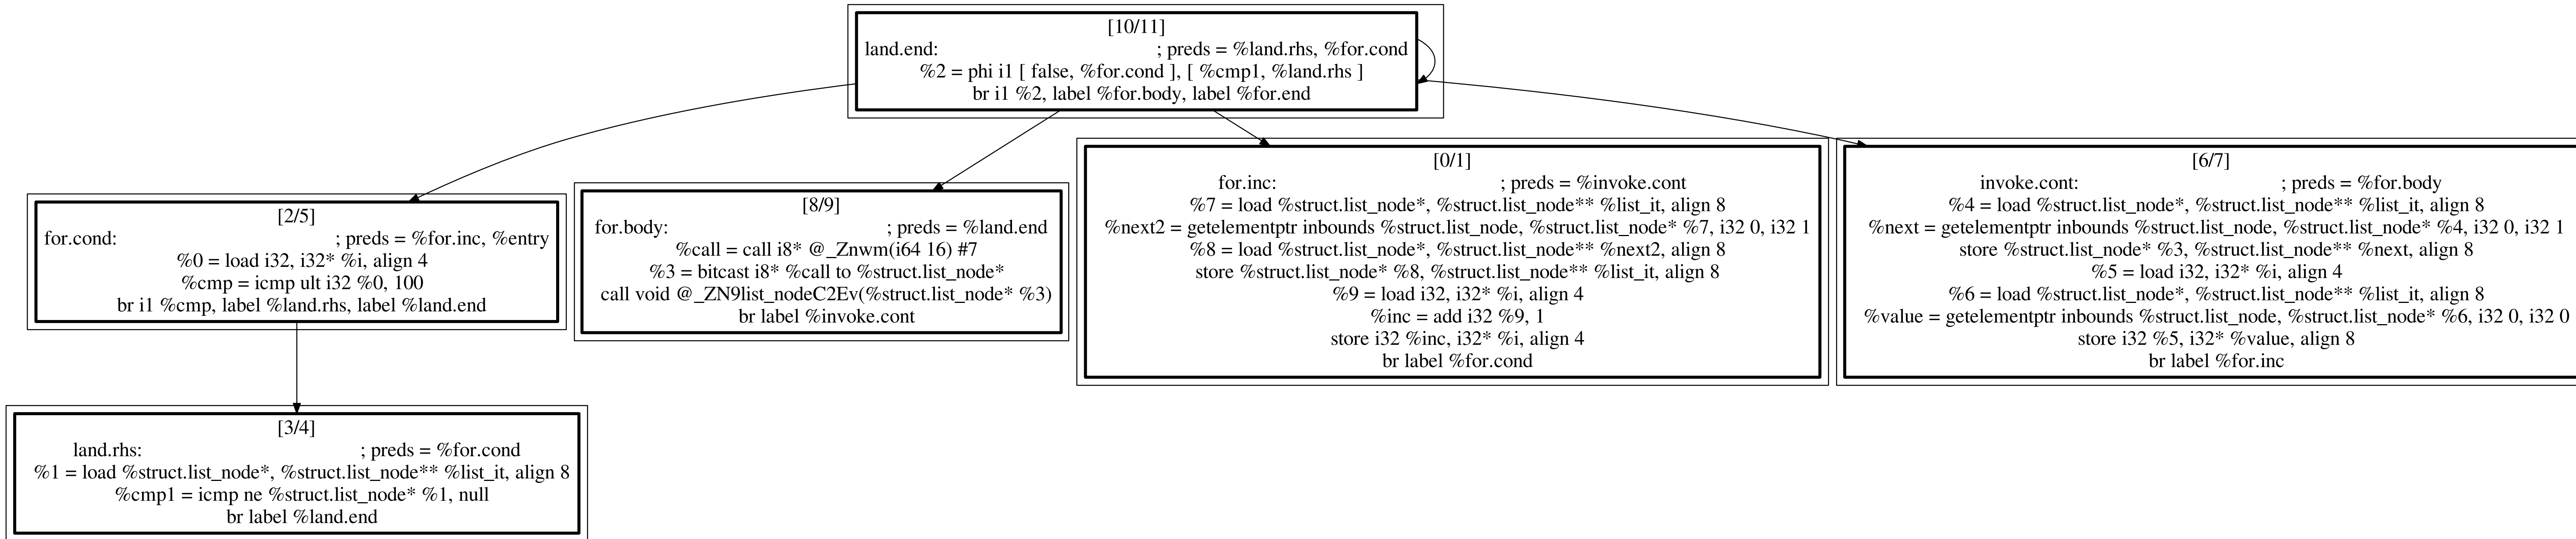 [10/11]
land.end: ; preds = %land.rhs, %for.cond
%2 = phi i1 [ false, %for.cond ], [ %cmp1, %land.rhs ]
br i1 %2, label %for.body, label %for.end
[2/5]
for.cond: ; preds = %for.inc, %entry
%0 = load i32, i32* %i, align 4
%cmp = icmp ult i32 %0, 100
br i1 %cmp, label %land.rhs, label %land.end
[8/9]
for.body: ; preds = %land.end
%call = call i8* @_Znwm(i64 16) #7
%3 = bitcast i8* %call to %struct.list_node*
call void @_ZN9list_nodeC2Ev(%struct.list_node* %3)
br label %invoke.cont
[0/1]
for.inc: ; preds = %invoke.cont
%7 = load %struct.list_node*, %struct.list_node** %list_it, align 8
%next2 = getelementptr inbounds %struct.list_node, %struct.list_node* %7, i32 0, i32 1
%8 = load %struct.list_node*, %struct.list_node** %next2, align 8
store %struct.list_node* %8, %struct.list_node** %list_it, align 8
%9 = load i32, i32* %i, align 4
%inc = add i32 %9, 1
store i32 %inc, i32* %i, align 4
br label %for.cond
[6/7]
invoke.cont: ; preds = %for.body
%4 = load %struct.list_node*, %struct.list_node** %list_it, align 8
%next = getelementptr inbounds %struct.list_node, %struct.list_node* %4, i32 0, i32 1
store %struct.list_node* %3, %struct.list_node** %next, align 8
%5 = load i32, i32* %i, align 4
%6 = load %struct.list_node*, %struct.list_node** %list_it, align 8
%value = getelementptr inbounds %struct.list_node, %struct.list_node* %6, i32 0, i32 0
store i32 %5, i32* %value, align 8
br label %for.inc
[3/4]
land.rhs: ; preds = %for.cond
%1 = load %struct.list_node*, %struct.list_node** %list_it, align 8
%cmp1 = icmp ne %struct.list_node* %1, null
br label %land.end